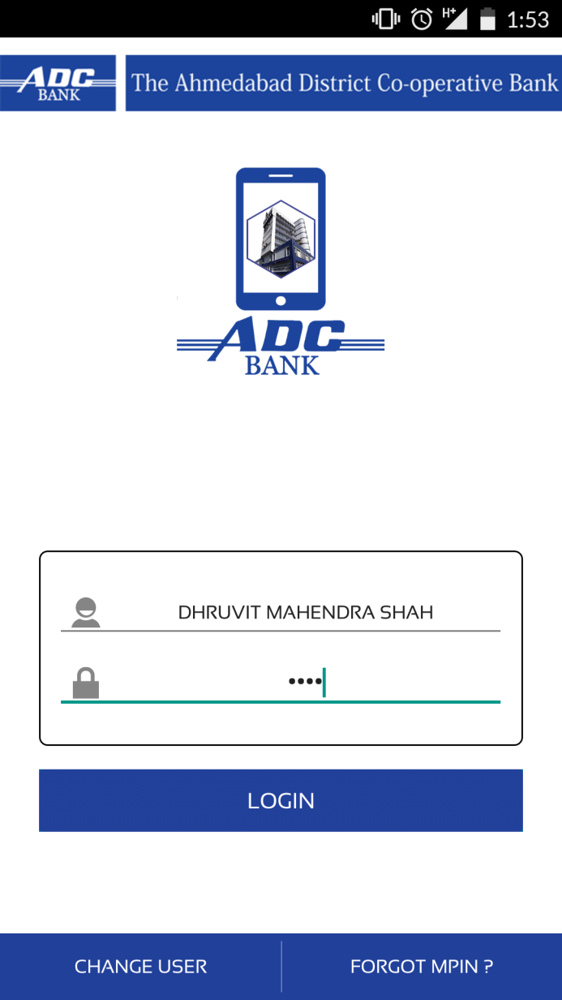 H+ 1:53
ADC BANK The Ahmedabad District Co-operative Bank
ADC
BANK
DHRUVIT MAHENDRA SHAH
••••
LOGIN
CHANGE USER FORGOT MPIN ?